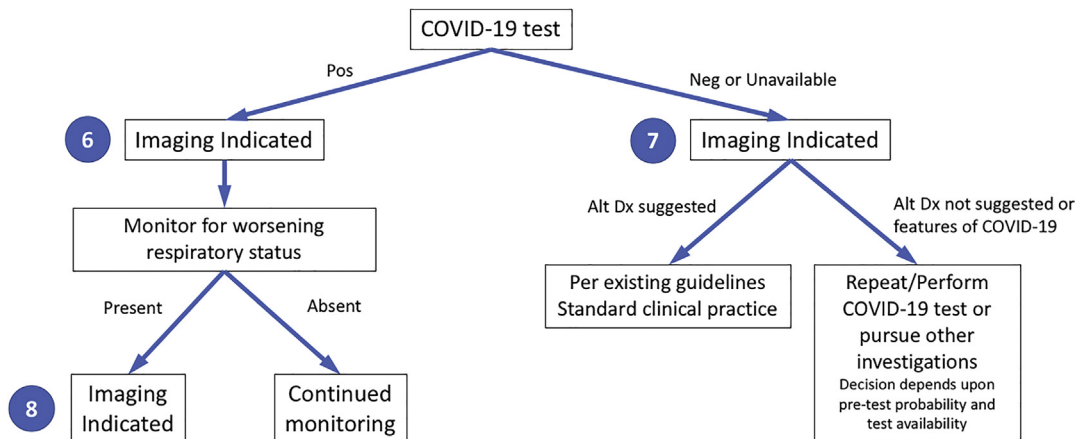 COVID-19 test
Pos
Neg or Unavailable
6
Imaging Indicated
7
Imaging Indicated
Monitor for worsening
respiratory status
Alt Dx suggested
Alt Dx not suggested or
features of COVID-19
Present
Absent
Per existing guidelines
Standard clinical practice
Repeat/Perform
COVID-19 test or
pursue other
investigations
Decision depends upon
pre-test probability and
test availability
8
Imaging
Indicated
Continued
monitoring